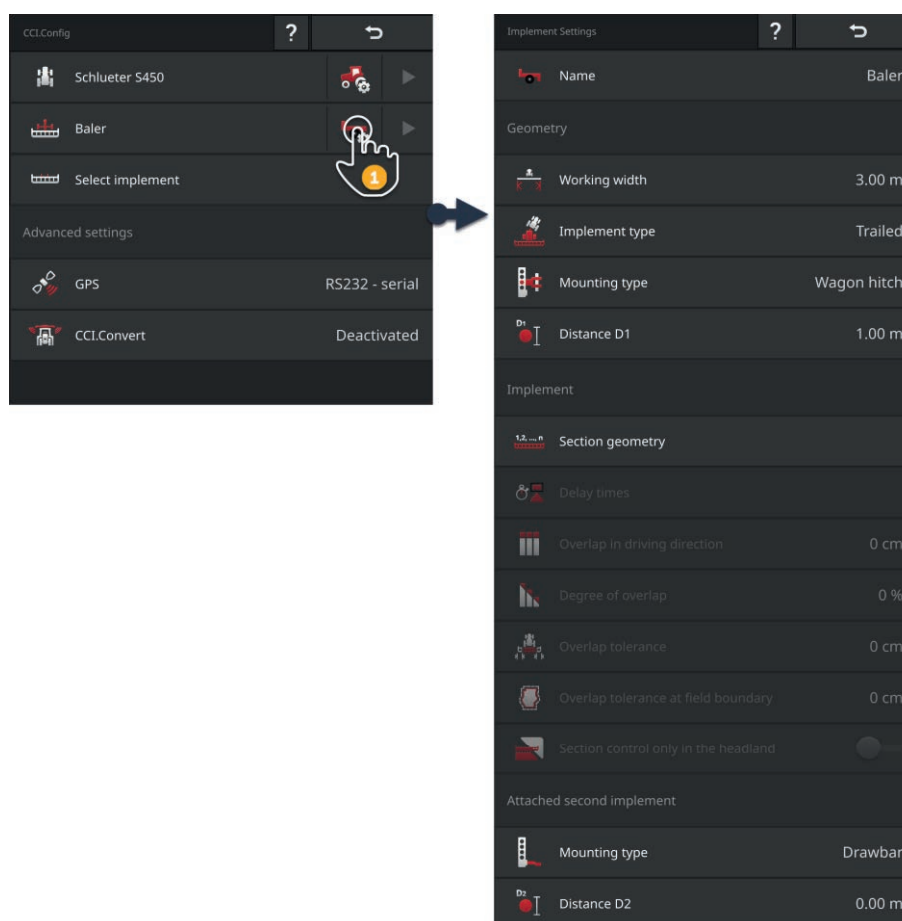 CCI.Config
?
Schlueter S450
Baler
1
Select implement
Advanced settings
GPS RS232 - serial
CCI.Convert Deactivated
Implement Settings
?
Name Baler
Geometry
Working width 3.00 m
Implement type Trailed
Mounting type Wagon hitch
D1
Distance D1 1.00 m
Implement
1,2, ..., n
Section geometry
Delay times
Overlap in driving direction 0 cm
Degree of overlap 0 %
Overlap tolerance 0 cm
Overlap tolerance at field boundary 0 cm
Section control only in the headland
Attached second implement
Mounting type Drawbar
D2
Distance D2 0.00 m